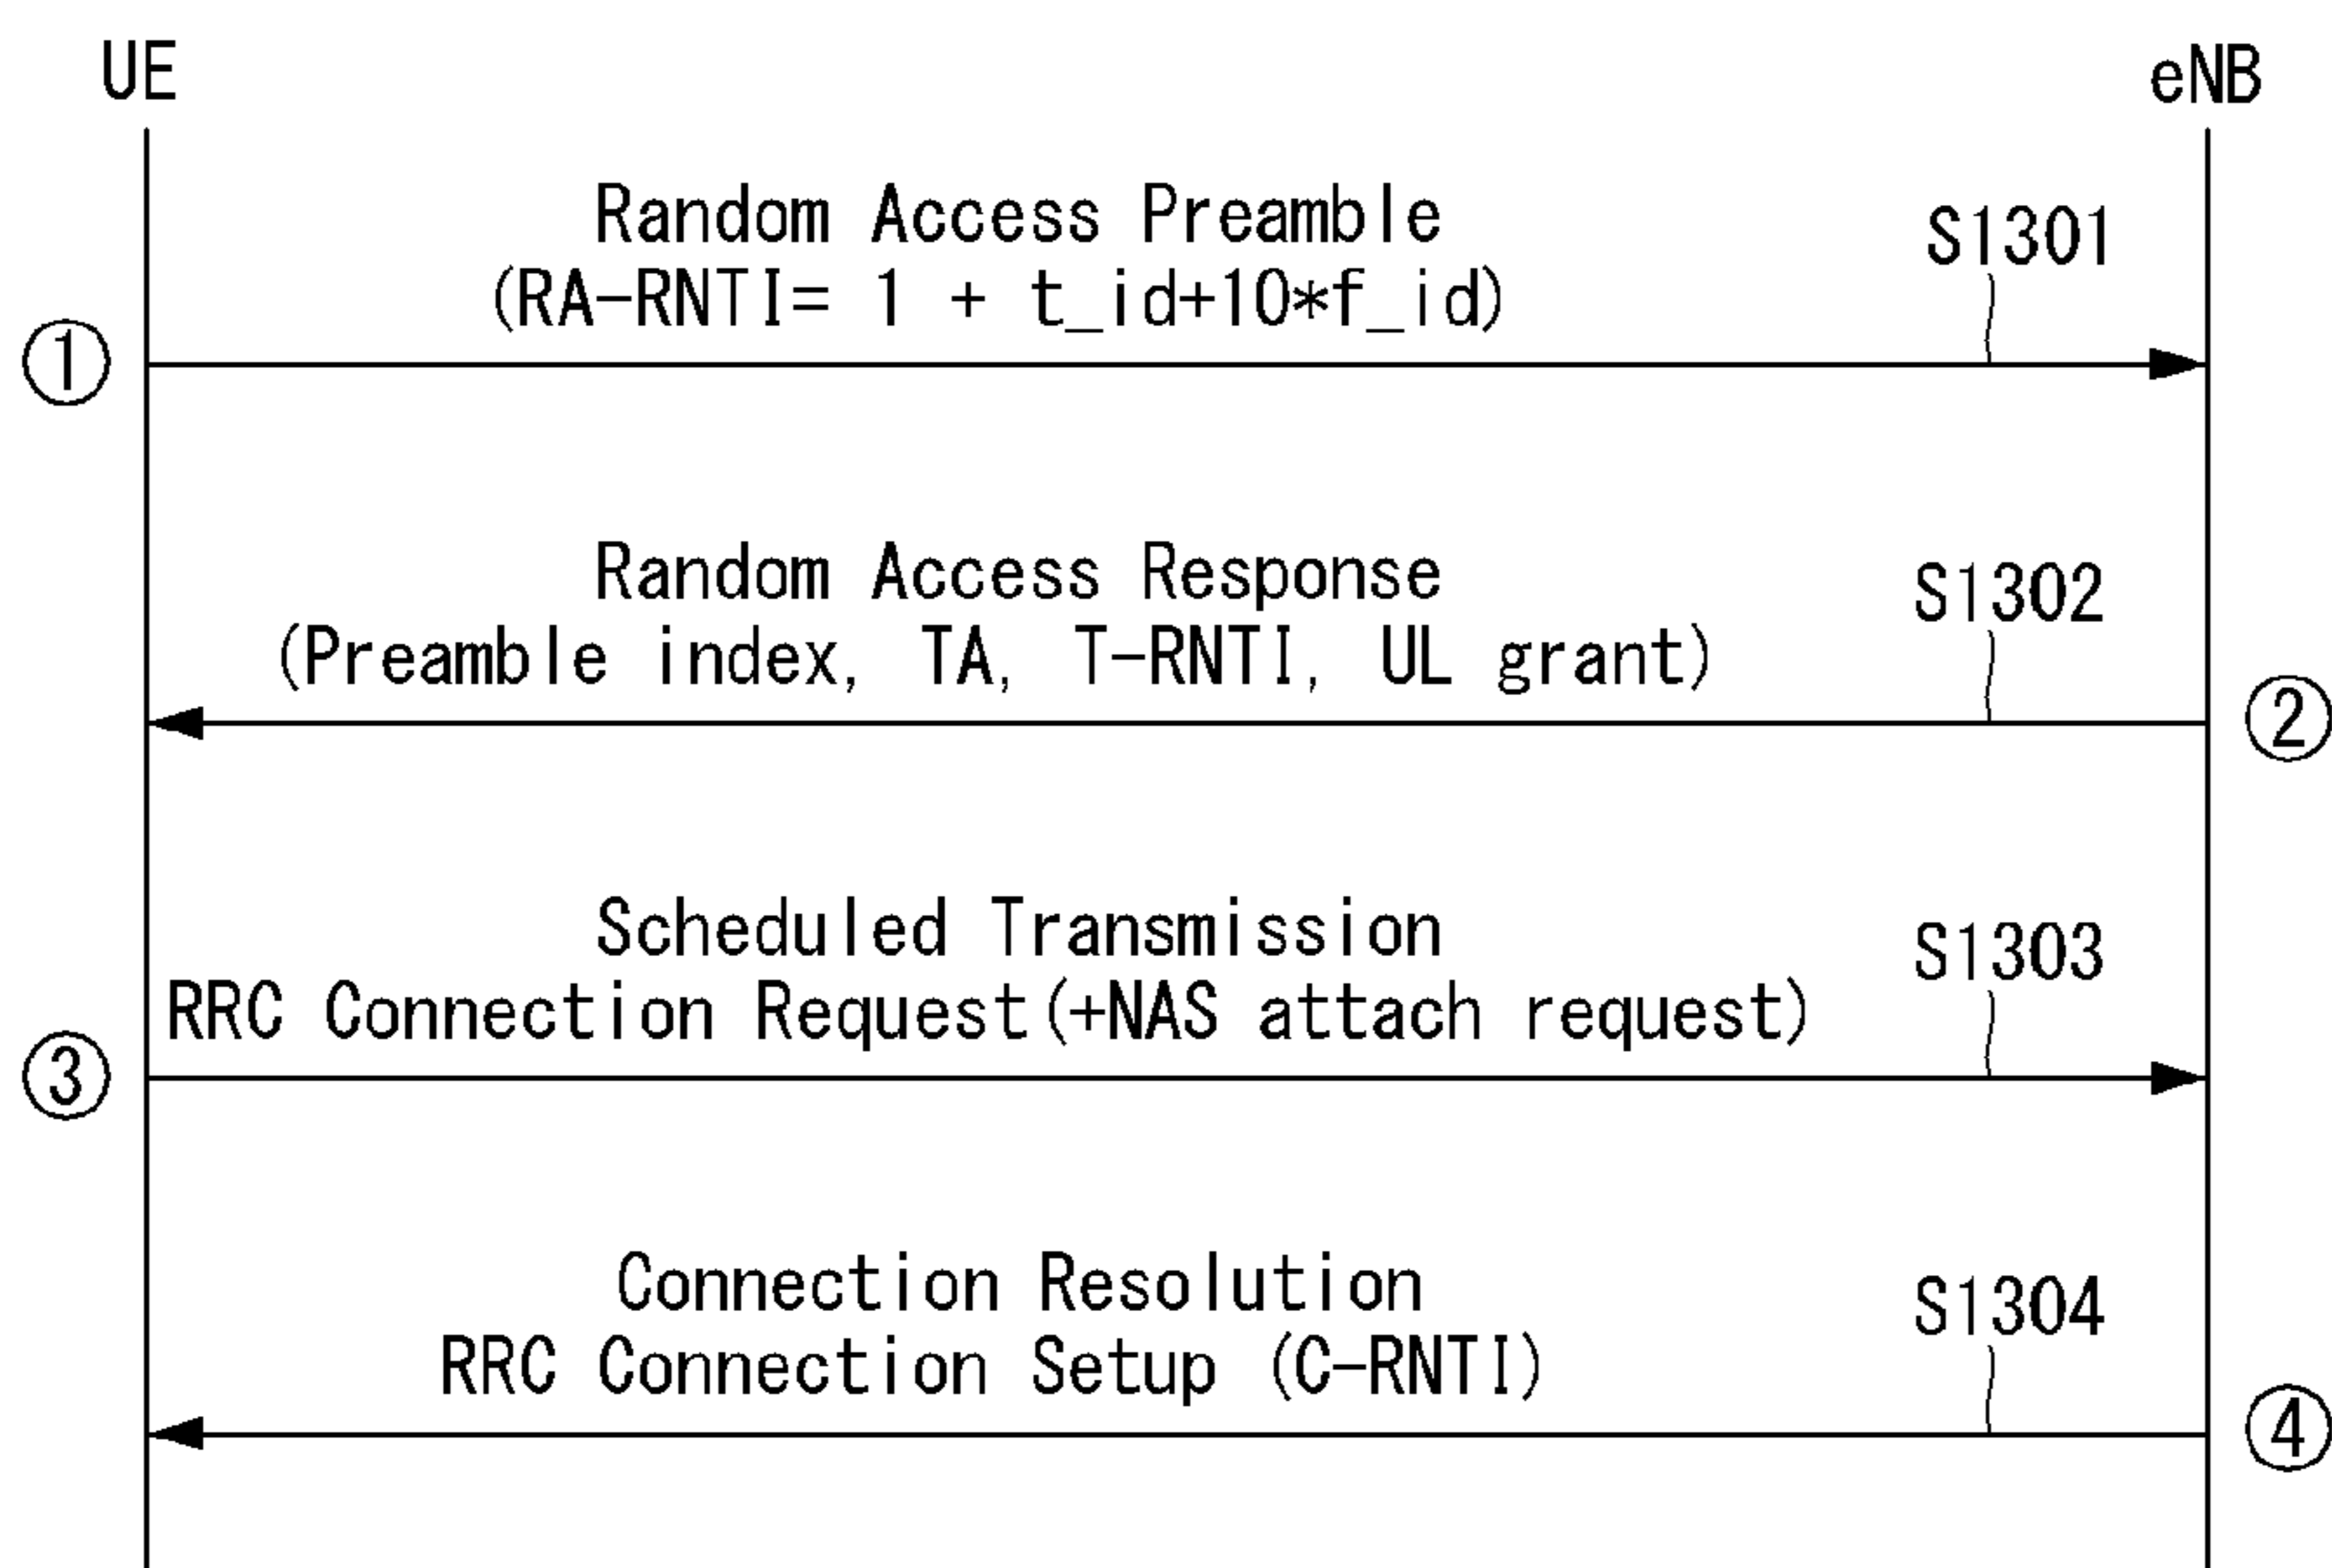 UE
eNB
Random Access Preamble
S1301
(RA-RNTI= 1 + t_id+10*f_id)
①
Random Access Response
S1302
(Preamble index, TA, T-RNTI, UL grant)
②
Scheduled Transmission
S1303
RRC Connection Request(+NAS attach request)
③
Connection Resolution
S1304
RRC Connection Setup (C-RNTI)
④